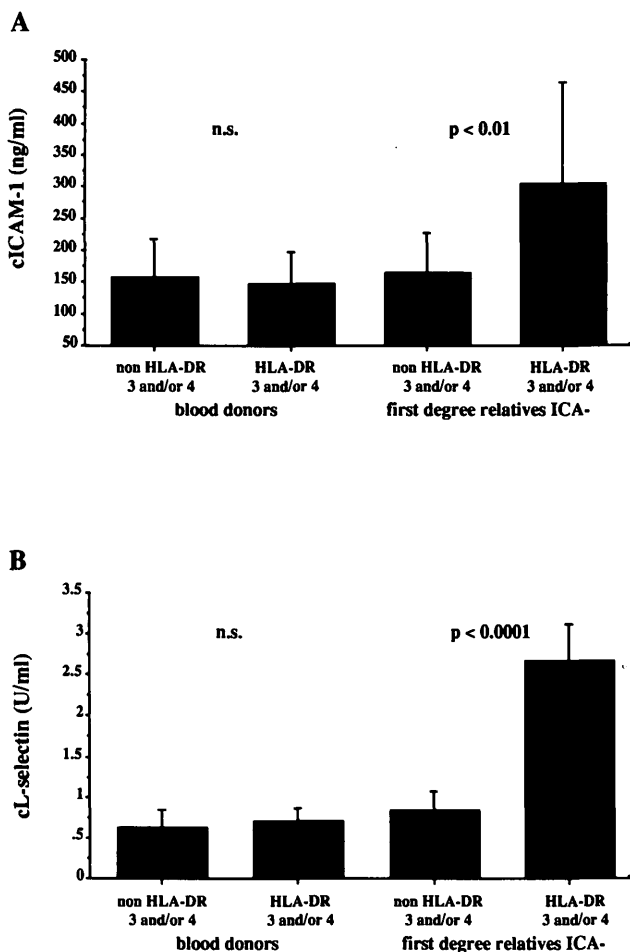 A
500
450
400
350
300
250
200
150
100
50
cICAM-1 (ng/ml)
n.s.
p < 0.01
non HLA-DR
3 and/or 4
HLA-DR
3 and/or 4
non HLA-DR
3 and/or 4
HLA-DR
3 and/or 4
blood donors
first degree relatives ICA-
B
3.5
3
2.5
2
1.5
1
.5
0
cL-selectin (U/ml)
n.s.
p < 0.0001
non HLA-DR
3 and/or 4
HLA-DR
3 and/or 4
non HLA-DR
3 and/or 4
HLA-DR
3 and/or 4
blood donors
first degree relatives ICA-